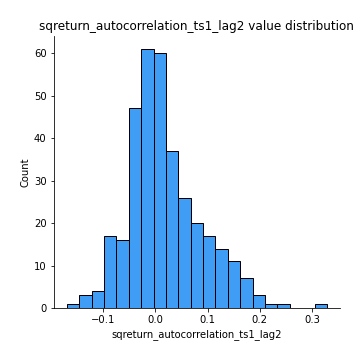 sqreturn_autocorrelation_ts1_lag2 value distribution
60
50
40
30
20
10
0
Count
−0.1 0.0 0.1 0.2 0.3
sqreturn_autocorrelation_ts1_lag2